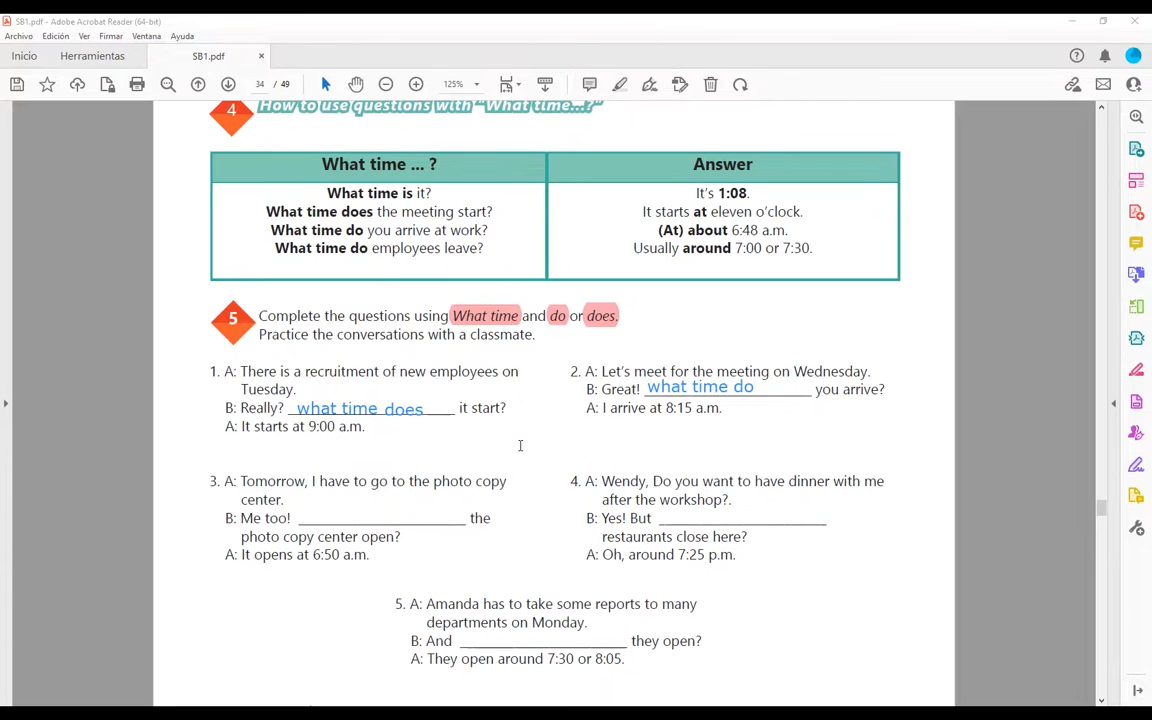 SB1.pdf - Adobe Acrobat Reader (64-bit)
Archivo Edición Ver Firmar Ventana Ayuda
Inicio Herramientas SB1.pdf
34 / 49 125%
4 How to use questions with "What time...?"
What time ... ? Answer
What time is it? It's 1:08.
What time does the meeting start? It starts at eleven o'clock.
What time do you arrive at work? (At) about 6:48 a.m.
What time do employees leave? Usually around 7:00 or 7:30.
5 Complete the questions using What time and do or does.
Practice the conversations with a classmate.
1. A: There is a recruitment of new employees on
Tuesday.
B: Really? what time does it start?
A: It starts at 9:00 a.m.
2. A: Let's meet for the meeting on Wednesday.
B: Great! what time do you arrive?
A: I arrive at 8:15 a.m.
3. A: Tomorrow, I have to go to the photo copy
center.
B: Me too! ____________________ the
photo copy center open?
A: It opens at 6:50 a.m.
4. A: Wendy, Do you want to have dinner with me
after the workshop?.
B: Yes! But ____________________
restaurants close here?
A: Oh, around 7:25 p.m.
5. A: Amanda has to take some reports to many
departments on Monday.
B: And ____________________ they open?
A: They open around 7:30 or 8:05.